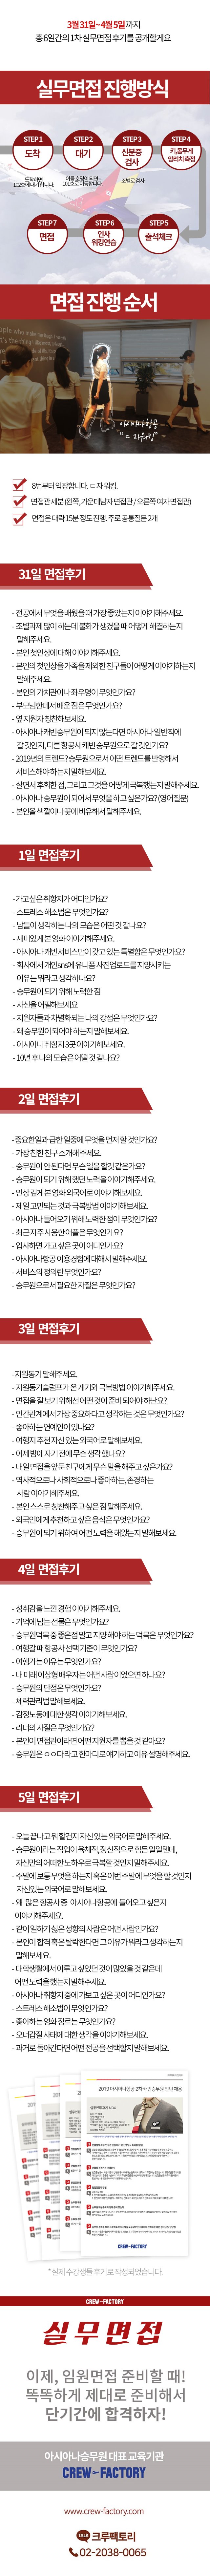 3월 31일~ 4월 5일까지
총 6일간의 1차 실무면접 후기를 공개할게요
실무면접 진행방식
STEP 1
도착
도착하면
102호에 대기합니다.
STEP 2
대기
이름 호명이 되면
101호로 이동합니다.
STEP 3
신분증
검사
조별로 검사
STEP 4
키,몸무게
암리치 측정
STEP 5
출석체크
STEP 6
인사
워킹연습
STEP 7
면접
면접 진행 순서
아시아나항공
"ㄷ자워킹"
8번부터 입장합니다. ㄷ자 워킹.
면접관 세분 (왼쪽, 가운데 남자 면접관 / 오른쪽 여자 면접관)
면접은 대략 15분 정도 진행. 주로 공통질문 2개
31일 면접후기
- 전공에서 무엇을 배웠을 때 가장 좋았는지 이야기해주세요.
- 조별과제 많이 하는데 불화가 생겼을 때 어떻게 해결하는지
말해주세요.
- 본인 첫인상에 대해 이야기해주세요.
- 본인의 첫인상을 가족을 제외한 친구들이 어떻게 이야기하는지
말해주세요.
- 본인의 가치관이나 좌우명이 무엇인가요?
- 부모님한테서 배운 점은 무엇인가요?
- 옆 지원자 칭찬해보세요.
- 아시아나 캐빈승무원이 되지 않는다면 아시아나 일반직에
갈 것인지, 다른 항공사 캐빈 승무원으로 갈 것인가요?
- 2019년의 트렌드? 승무원으로서 어떤 트렌드를 반영해서
서비스해야 하는지 말해보세요.
- 살면서 후회한 점, 그리고 그것을 어떻게 극복했는지 말해주세요.
- 아시아나 승무원이 되어서 무엇을 하고 싶은가요? (영어질문)
- 본인을 색깔이나 꽃에 비유해서 말해주세요.
1일 면접후기
- 가고싶은 취항지가 어디인가요?
- 스트레스 해소법은 무엇인가요?
- 남들이 생각하는 나의 모습은 어떤 것 같나요?
- 재미있게 본 영화 이야기해주세요.
- 아시아나 캐빈서비스만이 갖고 있는 특별함은 무엇인가요?
- 회사에서 개인sns에 유니폼 사진업로드를 지양시키는
이유는 뭐라고 생각하나요?
- 승무원이 되기 위해 노력한 점
- 자신을 어필해보세요
- 지원자들과 차별화되는 나의 강점은 무엇인가요?
- 왜 승무원이 되어야 하는지 말해보세요.
- 아시아나 취항지 3곳 이야기해보세요.
- 10년 후 나의 모습은 어떨 것 같나요?
2일 면접후기
- 중요한일과 급한 일중에 무엇을 먼저 할 것인가요?
- 가장 친한 친구 소개해 주세요.
- 승무원이 안 된다면 무슨 일을 할것 같은가요?
- 승무원이 되기 위해 했던 노력을 이야기해주세요.
- 인상 깊게 본 영화 외국어로 이야기해보세요.
- 제일 고민되는 것과 극복방법 이야기해보세요.
- 아시아나 들어오기 위해 노력한 점이 무엇인가요?
- 최근 자주 사용한 어플은 무엇인가요?
- 입사하면 가고 싶은 곳이 어디인가요?
- 아시아나항공 이용경험에 대해서 말해주세요.
- 서비스의 정의란 무엇인가요?
- 승무원으로서 필요한 자질은 무엇인가요?
3일 면접후기
- 지원동기 말해주세요.
- 지원동기슬럼프가 온 계기와 극복방법 이야기해주세요.
- 면접을 잘 보기 위해선 어떤 것이 준비 되어야 하난요?
- 인간관계에서 가장 중요하다고 생각하는 것은 무엇인가요?
- 좋아하는 연예인이 있나요?
- 여행지 추천 자신 있는 외국어로 말해보세요.
- 어제 밤에 자기 전에 무슨 생각 했나요?
- 내일 면접을 앞둔 친구에게 무슨 말을 해주고 싶은가요?
- 역사적으로나 사회적으로나 좋아하는, 존경하는
사람 이야기해주세요.
- 본인 스스로 칭찬해주고 싶은 점 말해주세요.
- 외국인에게 추천하고 싶은 음식은 무엇인가요?
- 승무원이 되기 위하여 어떤 노력을 해왔는지 말해주세요.
4일 면접후기
- 성취감을 느낀 경험 이야기해주세요.
- 기억에 남는 선물은 무엇인가요?
- 승무원덕목 중 좋은점 말고 지양 해야 하는 덕목은 무엇인가요?
- 여행갈 때 항공사 선택 기준이 무엇인가요?
- 여행가는 이유는 무엇인가요?
- 내 미래 이상형 배우자는 어떤 사람이었으면 하나요?
- 승무원의 단점은 무엇인가요?
- 체력관리법 말해보세요.
- 감정노동에 대한 생각 이야기해보세요.
- 리더의 자질은 무엇인가요?
- 본인이 면접관이라면 어떤 지원자를 뽑을 것 같아요?
- 승무원은 ㅇㅇ다 라고 한마디로 얘기하고 이유 설명해주세요.
5일 면접후기
- 오늘 끝나고 뭐 할건지 자신 있는 외국어로 말해주세요.
- 승무원이라는 직업이 육체적, 정신적으로 힘든 일일텐데,
자신만의 어떠한 노하우로 극복할 것인지 말해주세요.
- 주말에 보통 무엇을 하는지 혹은 이번 주말에 무엇을 할 것인지
자신있는 외국어로 말해보세요.
- 왜 많은 항공사 중 아시아나항공에 들어오고 싶은지
이야기해주세요.
- 같이 일하기 싫은 성향의 사람은 어떤 사람인가요?
- 본인이 합격 혹은 탈락한다면 그 이유가 뭐라고 생각하는지
말해보세요.
- 대학생활에서 이루고 싶었던 것이 많았을 것 같은데
어떤 노력을 했는지 말해주세요.
- 아시아나 취항지 중에 가보고 싶은 곳이 어디인가요?
- 스트레스 해소법이 무엇인가요?
- 좋아하는 영화 장르는 무엇인가요?
- 오너갑질 사태에 대한 생각을 이야기해보세요.
- 과거로 돌아간다면 어떤 전공을 선택할지 말해보세요.
2019 아시아나항공 2차 캐빈승무원 인턴 채용
CREW-FACTORY
*실제 수강생들 후기로 작성되었습니다.
CREW-FACTORY
실무면접
이제, 임원면접 준비할 때!
똑똑하게 제대로 준비해서
단기간에 합격하자!
아시아나승무원 대표 교육기관
CREW-FACTORY
www.crew-factory.com
TALK 크루팩토리
02-2038-0065